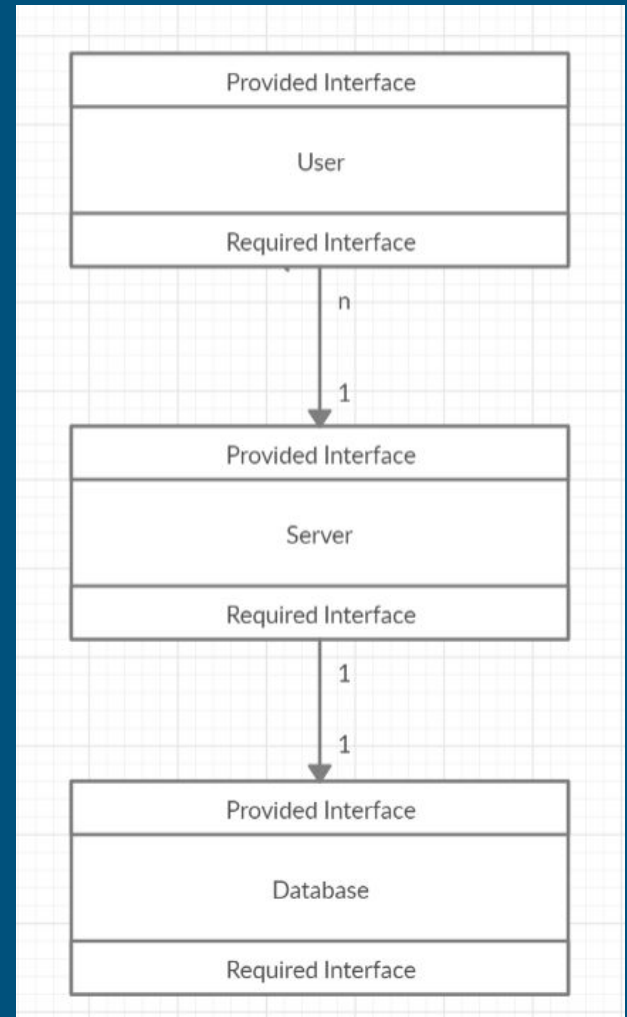 Provided Interface
User
Required Interface
n
1
Provided Interface
Server
Required Interface
1
1
Provided Interface
Database
Required Interface